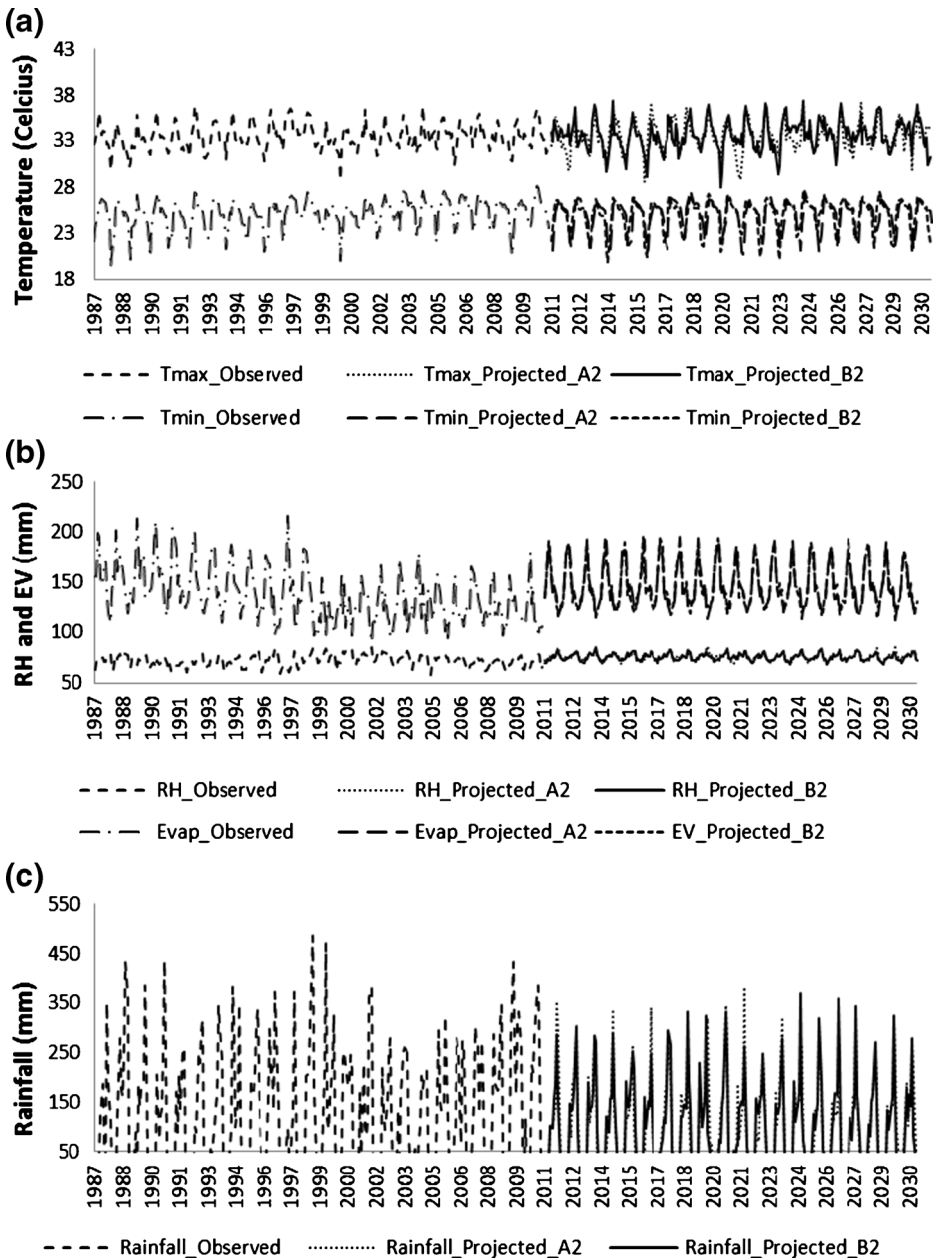 (a)
Temperature (Celcius)
43
38
33
28
23
18
1987 1988 1990 1991 1993 1994 1996 1997 1999 2000 2002 2003 2005 2006 2008 2009 2011 2012 2014 2015 2017 2018 2020 2021 2023 2024 2026 2027 2029 2030
Tmax_Observed Tmax_Projected_A2 Tmax_Projected_B2
Tmin_Observed Tmin_Projected_A2 Tmin_Projected_B2
(b)
RH and EV (mm)
250
200
150
100
50
1987 1988 1990 1991 1993 1994 1996 1997 1999 2000 2002 2003 2005 2006 2008 2009 2011 2012 2014 2015 2017 2018 2020 2021 2023 2024 2026 2027 2029 2030
RH_Observed RH_Projected_A2 RH_Projected_B2
Evap_Observed Evap_Projected_A2 EV_Projected_B2
(c)
Rainfall (mm)
550
450
350
250
150
50
1987 1988 1990 1991 1993 1994 1996 1997 1999 2000 2002 2003 2005 2006 2008 2009 2011 2012 2014 2015 2017 2018 2020 2021 2023 2024 2026 2027 2029 2030
Rainfall_Observed Rainfall_Projected_A2 Rainfall_Projected_B2